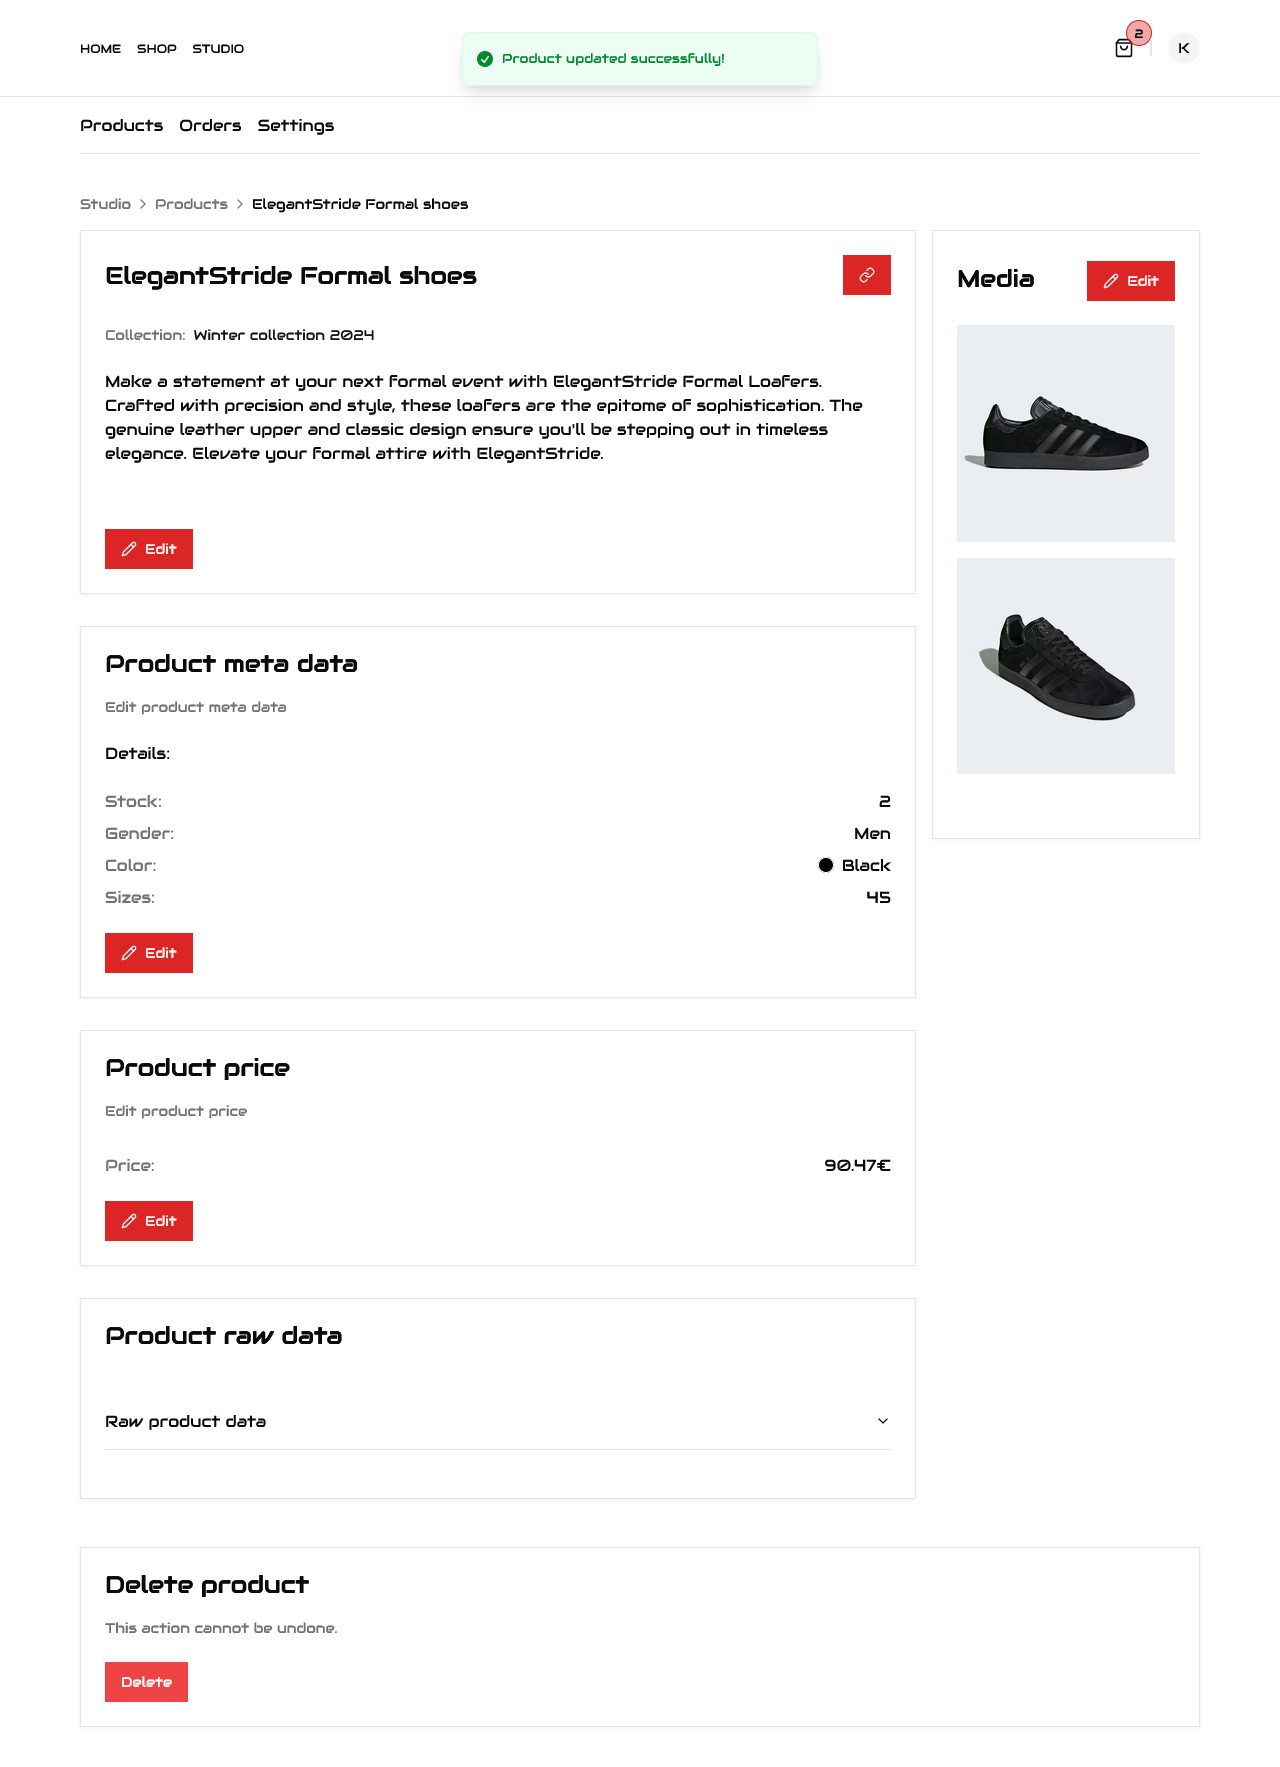 HOME SHOP STUDIO
Product updated successfully!
2
K
Products Orders Settings
Studio > Products > ElegantStride Formal shoes
ElegantStride Formal shoes
Collection: Winter collection 2024
Make a statement at your next formal event with ElegantStride Formal Loafers.
Crafted with precision and style, these loafers are the epitome of sophistication. The
genuine leather upper and classic design ensure you'll be stepping out in timeless
elegance. Elevate your formal attire with ElegantStride.
Edit
Media
Edit
Product meta data
Edit product meta data
Details:
Stock: 2
Gender: Men
Color: Black
Sizes: 45
Edit
Product price
Edit product price
Price: 90.47€
Edit
Product raw data
Raw product data
Delete product
This action cannot be undone.
Delete